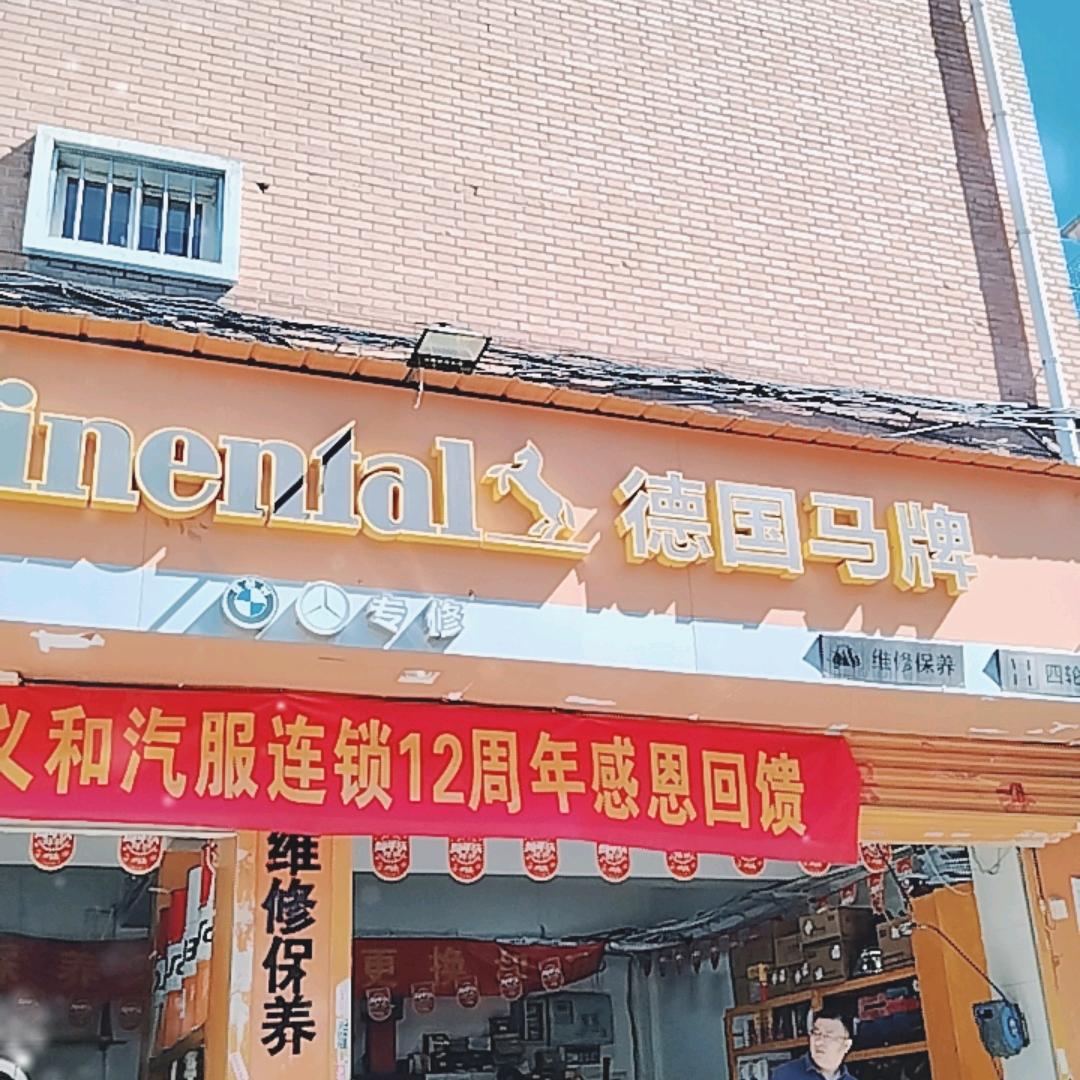 inental 德国马牌
专修
维修保养
四轮
义和汽服连锁12周年感恩回馈
维修保养
更换